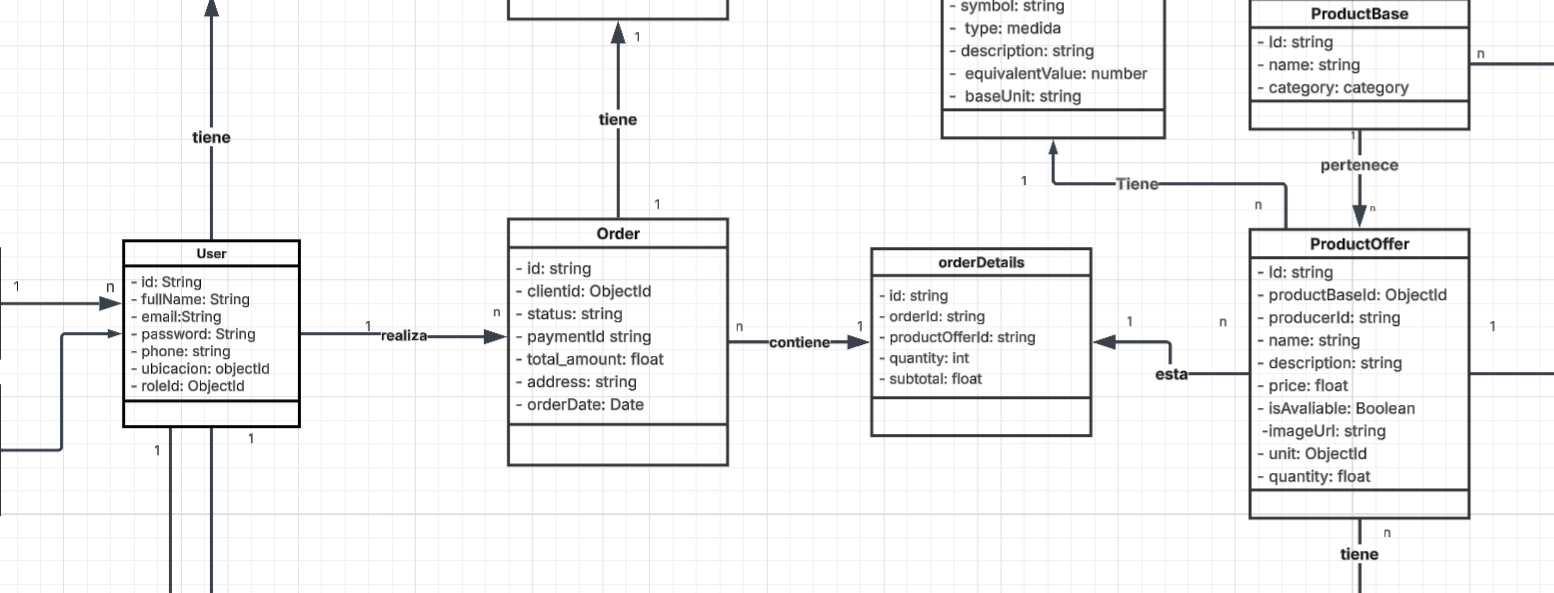 - symbol: string
- type: medida
- description: string
- equivalentValue: number
- baseUnit: string
ProductBase
- Id: string
- name: string
- category: category
n
1
tiene
tiene
1
1
pertenece
n
1
Tiene
n
1
User
- id: String
- fullName: String
- email:String
- password: String
- phone: string
- ubicacion: objectId
- roleId: ObjectId
1
n
1
1
1
realiza
n
Order
- id: string
- clientid: ObjectId
- status: string
- paymentId string
- total_amount: float
- address: string
- orderDate: Date
n
contiene
1
orderDetails
- id: string
- orderId: string
- productOfferId: string
- quantity: int
- subtotal: float
1
n
esta
ProductOffer
- Id: string
- productBaseId: ObjectId
- producerId: string
- name: string
- description: string
- price: float
- isAvaliable: Boolean
-imageUrl: string
- unit: ObjectId
- quantity: float
1
n
tiene